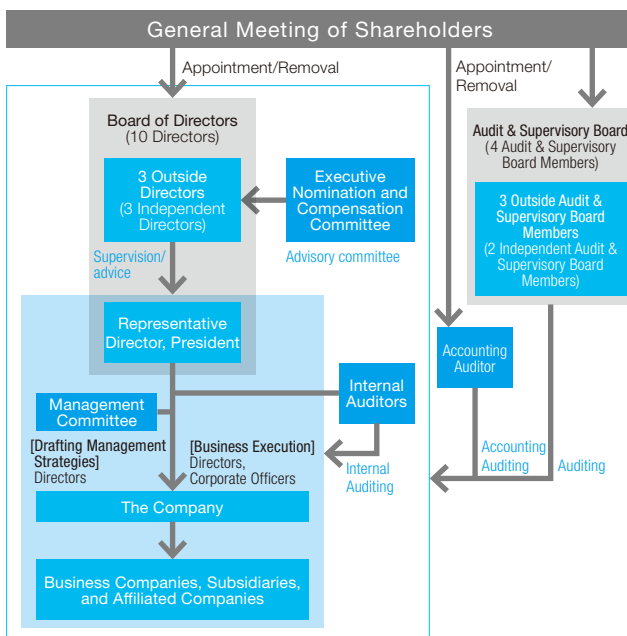 General Meeting of Shareholders
Appointment/Removal
Appointment/
Removal
Board of Directors
(10 Directors)
3 Outside
Directors
(3 Independent
Directors)
Executive
Nomination and
Compensation
Committee
Advisory committee
Supervision/
advice
Audit & Supervisory Board
(4 Audit & Supervisory
Board Members)
3 Outside Audit &
Supervisory Board
Members
(2 Independent Audit &
Supervisory Board
Members)
Representative
Director, President
Accounting
Auditor
Internal
Auditors
Management
Committee
[Drafting Management
Strategies]
Directors
[Business Execution]
Directors,
Corporate Officers
Internal
Auditing
Accounting
Auditing
Auditing
The Company
Business Companies, Subsidiaries,
and Affiliated Companies